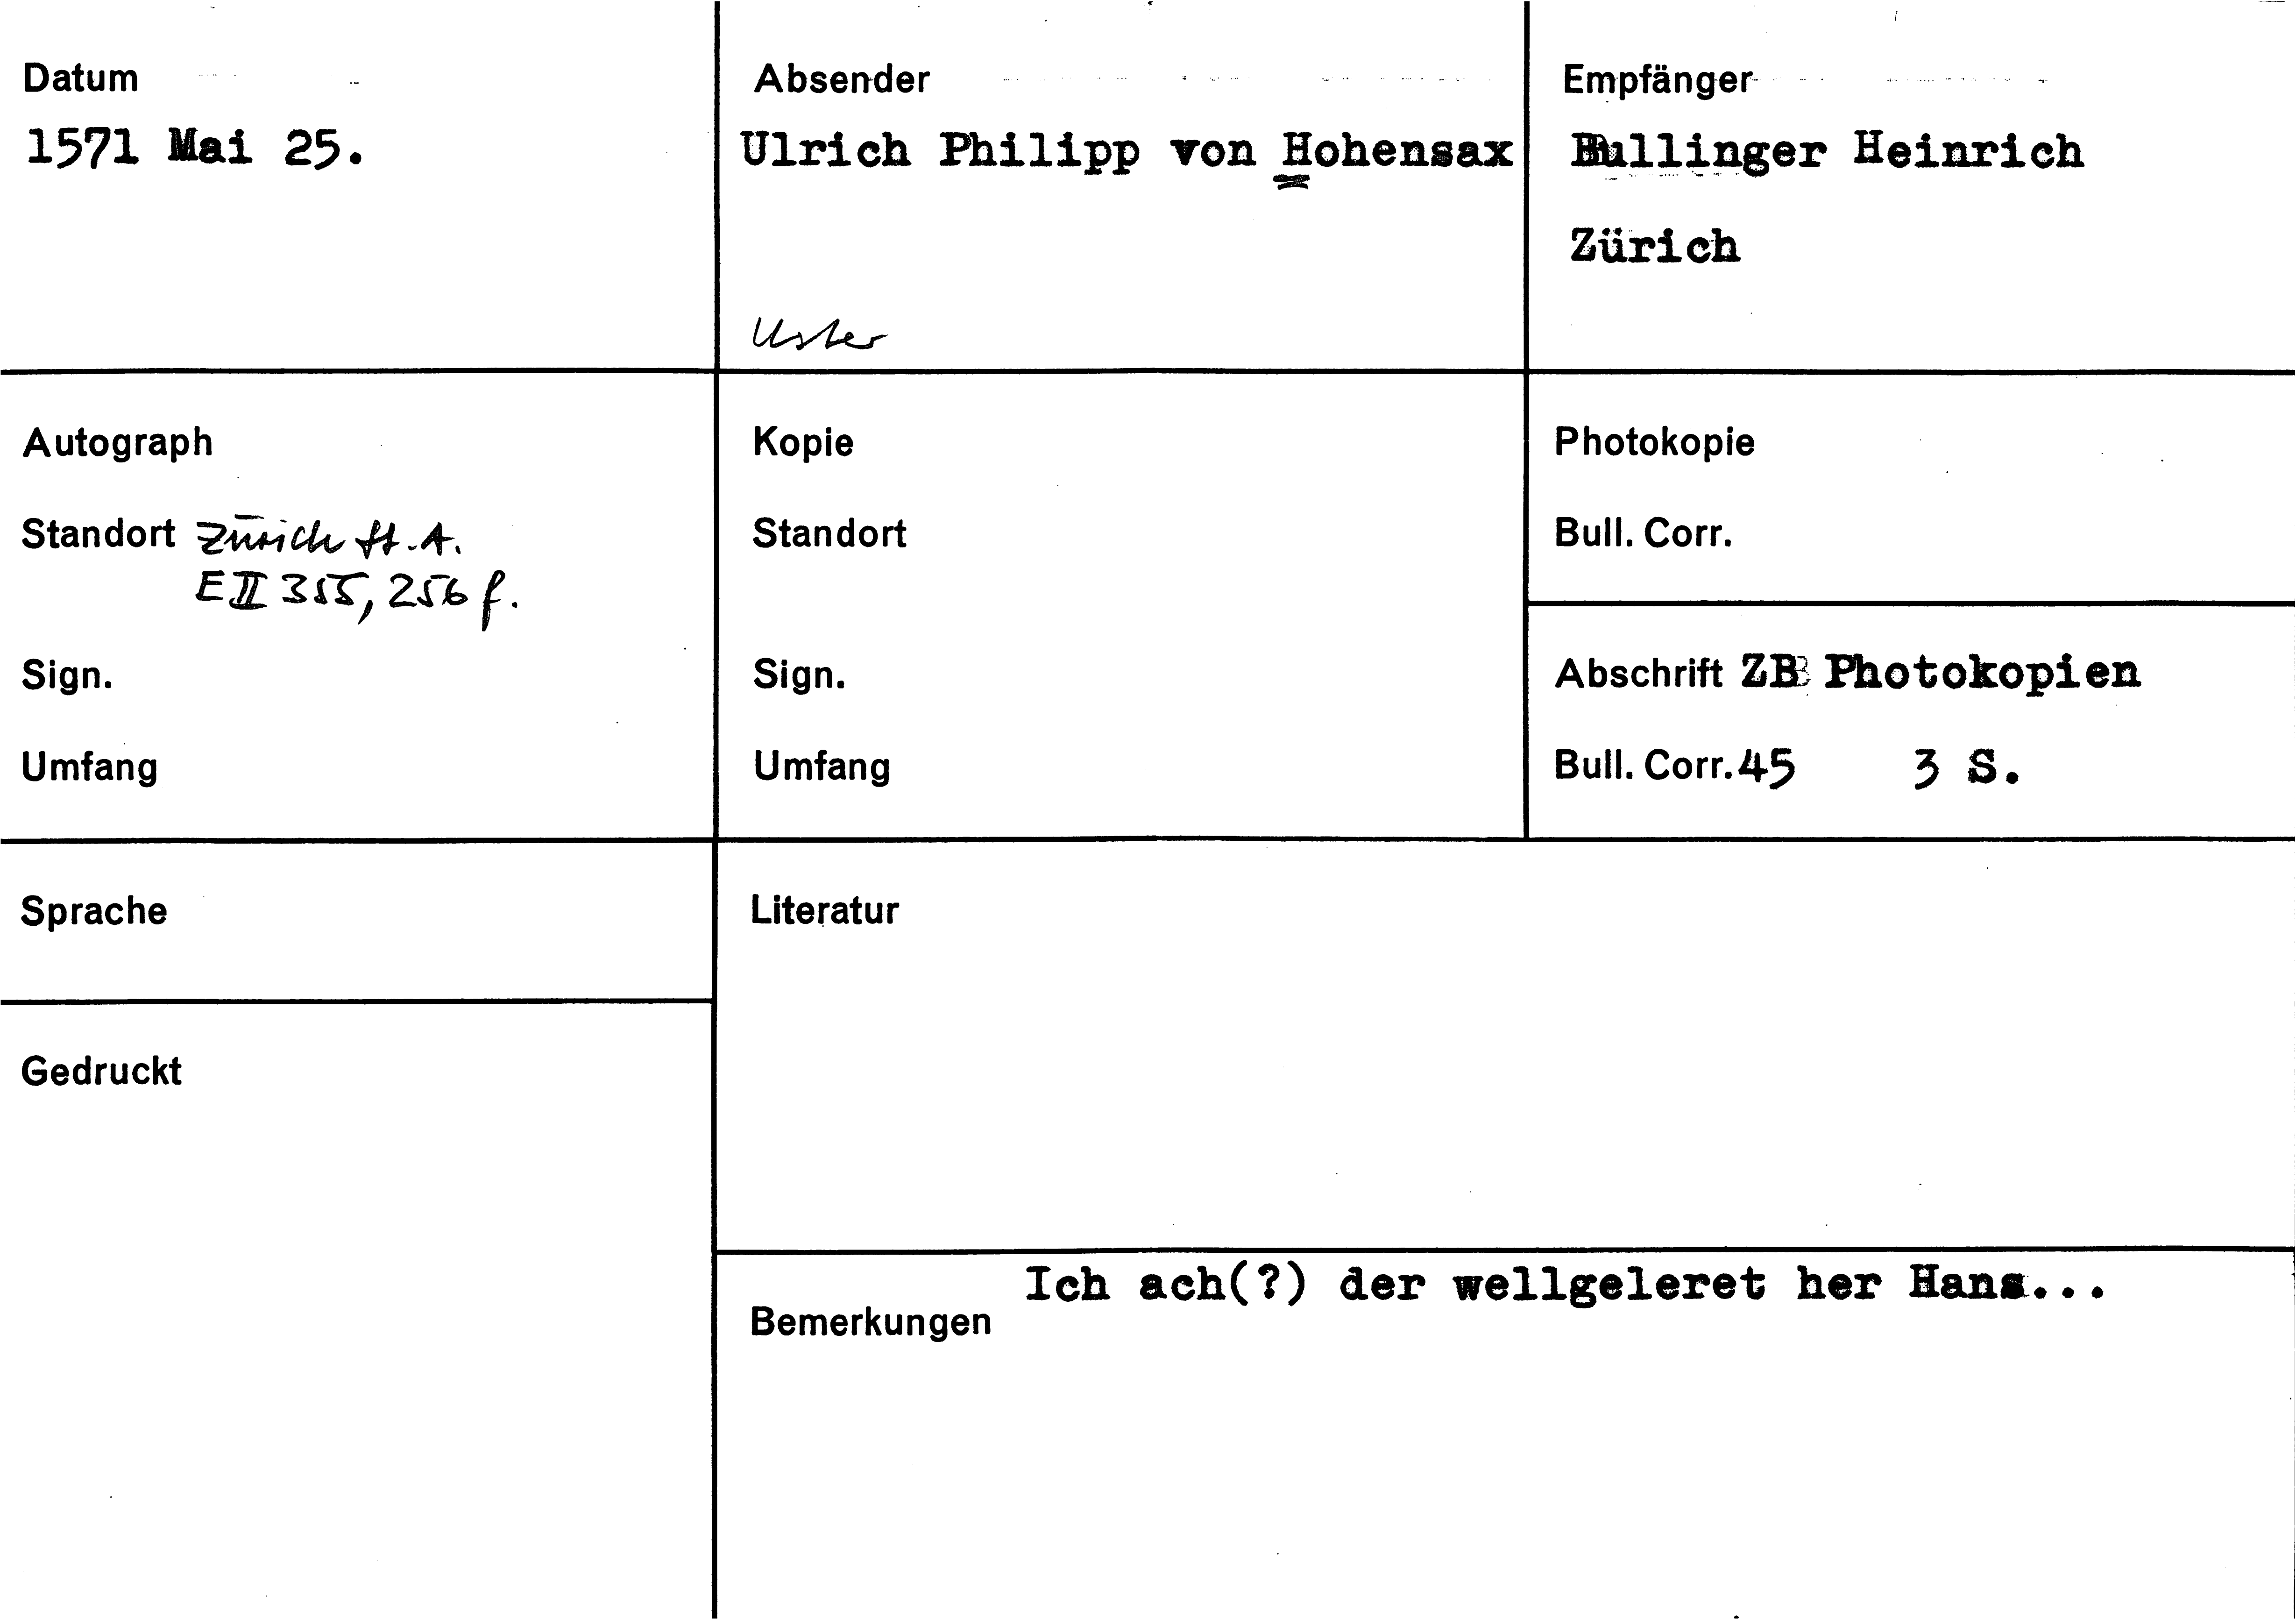 Datum
1571 Mai 25.
Absender
Ulrich Philipp von Hohensax
Uster
Empfänger
Bullinger Heinrich
Zürich
Autograph
Standort Zürich St.A.
E II 355, 256 f.
Sign.
Umfang
Kopie
Standort
Sign.
Umfang
Photokopie
Bull. Corr.
Abschrift ZB Photokopien
Bull. Corr. 45 3 S.
Sprache
Gedruckt
Literatur
Ich ach(?) der wellgeleret her Hans...
Bemerkungen